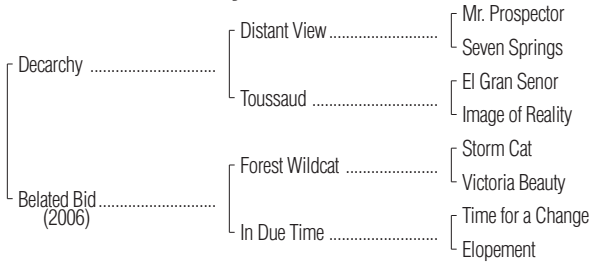 Mr. Prospector
Distant View
Seven Springs
Decarchy
El Gran Senor
Toussaud
Image of Reality
Storm Cat
Forest Wildcat
Victoria Beauty
Belated Bid
(2006)
Time for a Change
In Due Time
Elopement